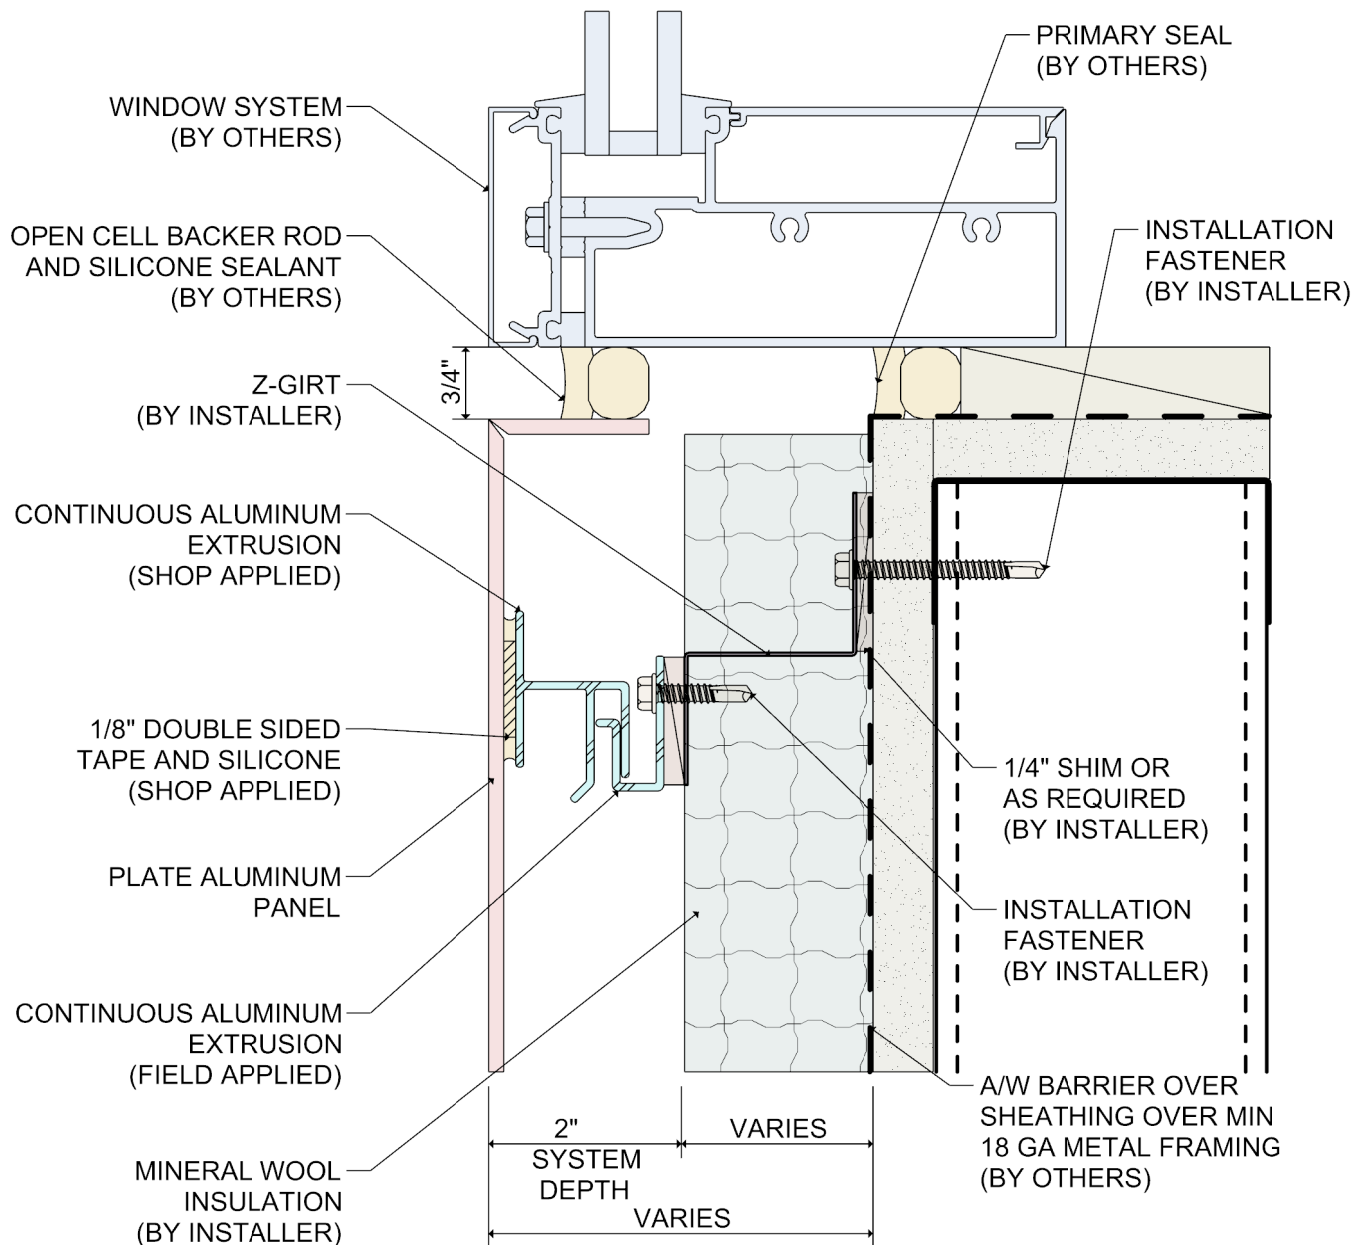 PRIMARY SEAL
(BY OTHERS)
WINDOW SYSTEM
(BY OTHERS)
OPEN CELL BACKER ROD
AND SILICONE SEALANT
(BY OTHERS)
INSTALLATION
FASTENER
(BY INSTALLER)
3/4"
Z-GIRT
(BY INSTALLER)
CONTINUOUS ALUMINUM
EXTRUSION
(SHOP APPLIED)
1/8" DOUBLE SIDED
TAPE AND SILICONE
(SHOP APPLIED)
1/4" SHIM OR
AS REQUIRED
(BY INSTALLER)
PLATE ALUMINUM
PANEL
INSTALLATION
FASTENER
(BY INSTALLER)
CONTINUOUS ALUMINUM
EXTRUSION
(FIELD APPLIED)
A/W BARRIER OVER
SHEATHING OVER MIN
18 GA METAL FRAMING
(BY OTHERS)
MINERAL WOOL
INSULATION
(BY INSTALLER)
2"
SYSTEM
DEPTH
VARIES
VARIES